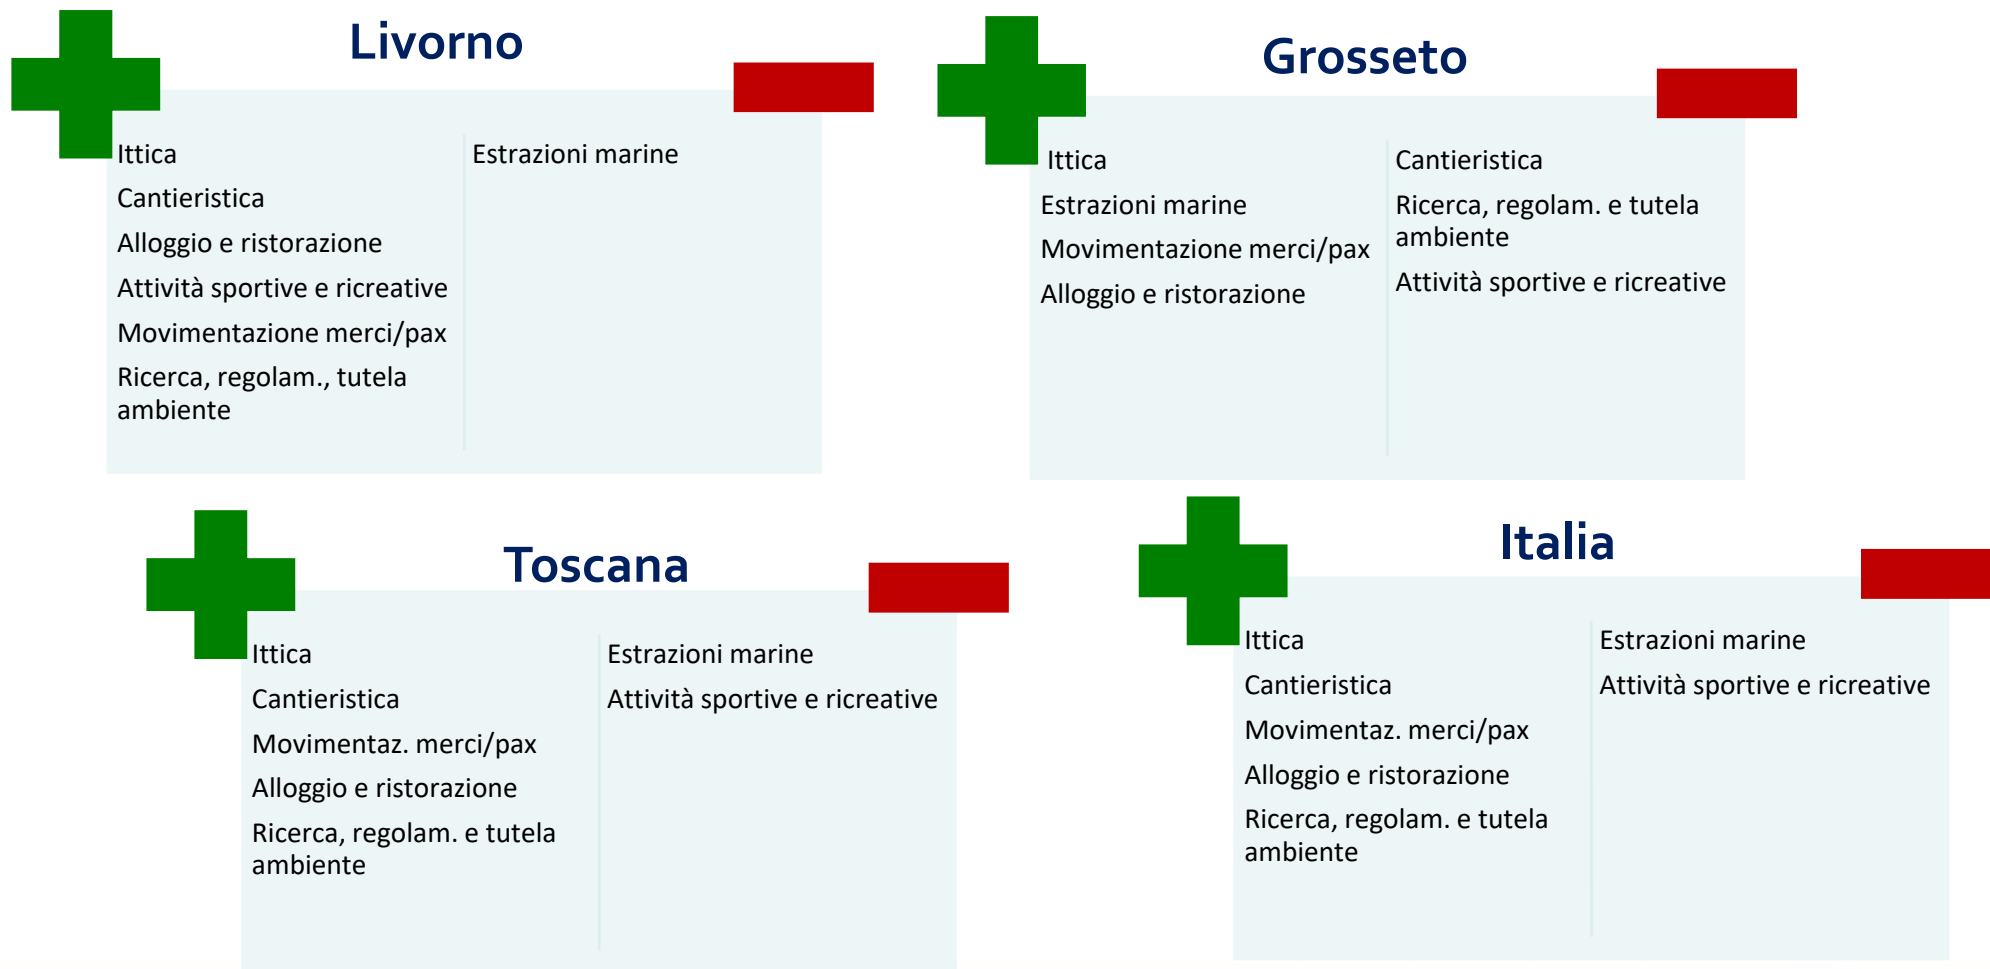 Livorno
Ittica
Cantieristica
Alloggio e ristorazione
Attività sportive e ricreative
Movimentazione merci/pax
Ricerca, regolam., tutela
ambiente
Estrazioni marine
Grosseto
Ittica
Estrazioni marine
Movimentazione merci/pax
Alloggio e ristorazione
Cantieristica
Ricerca, regolam. e tutela
ambiente
Attività sportive e ricreative
Toscana
Ittica
Cantieristica
Movimentaz. merci/pax
Alloggio e ristorazione
Ricerca, regolam. e tutela
ambiente
Estrazioni marine
Attività sportive e ricreative
Italia
Ittica
Cantieristica
Movimentaz. merci/pax
Alloggio e ristorazione
Ricerca, regolam. e tutela
ambiente
Estrazioni marine
Attività sportive e ricreative